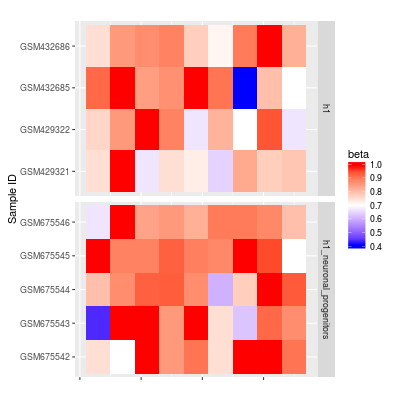 GSM432686
GSM432685
GSM429322
GSM429321
h1
GSM675546
GSM675545
GSM675544
GSM675543
GSM675542
h1_neuronal_progenitors
Sample ID
beta
1.0
0.9
0.8
0.7
0.6
0.5
0.4